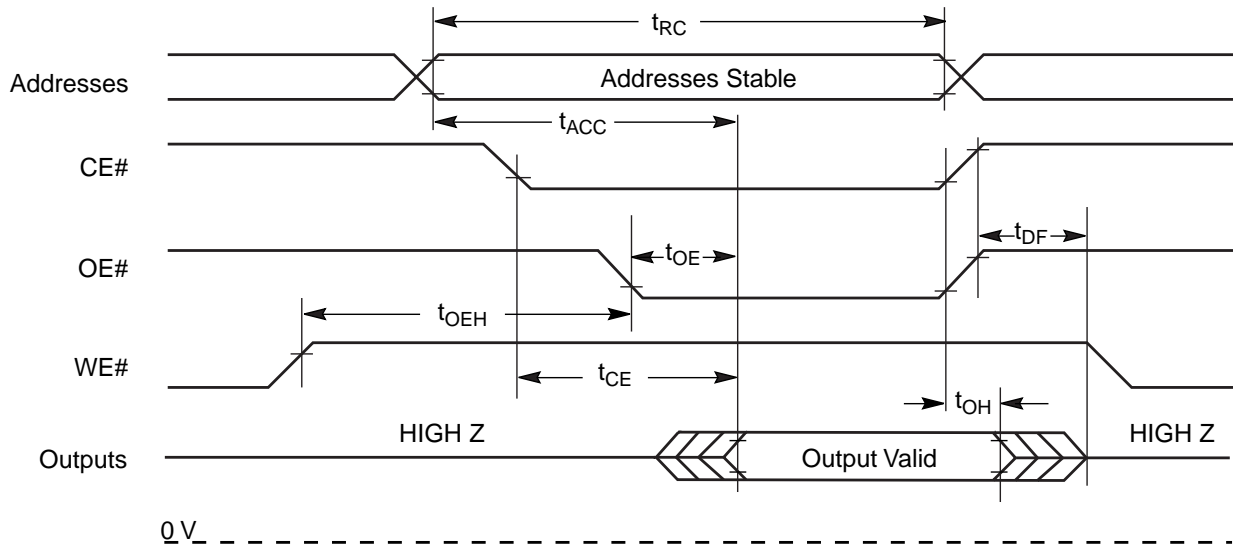 tRC
Addresses
Addresses Stable
tACC
CE#
tDF
OE#
tOE
tOEH
WE#
tCE
tOH
HIGH Z
HIGH Z
Outputs
Output Valid
0 V